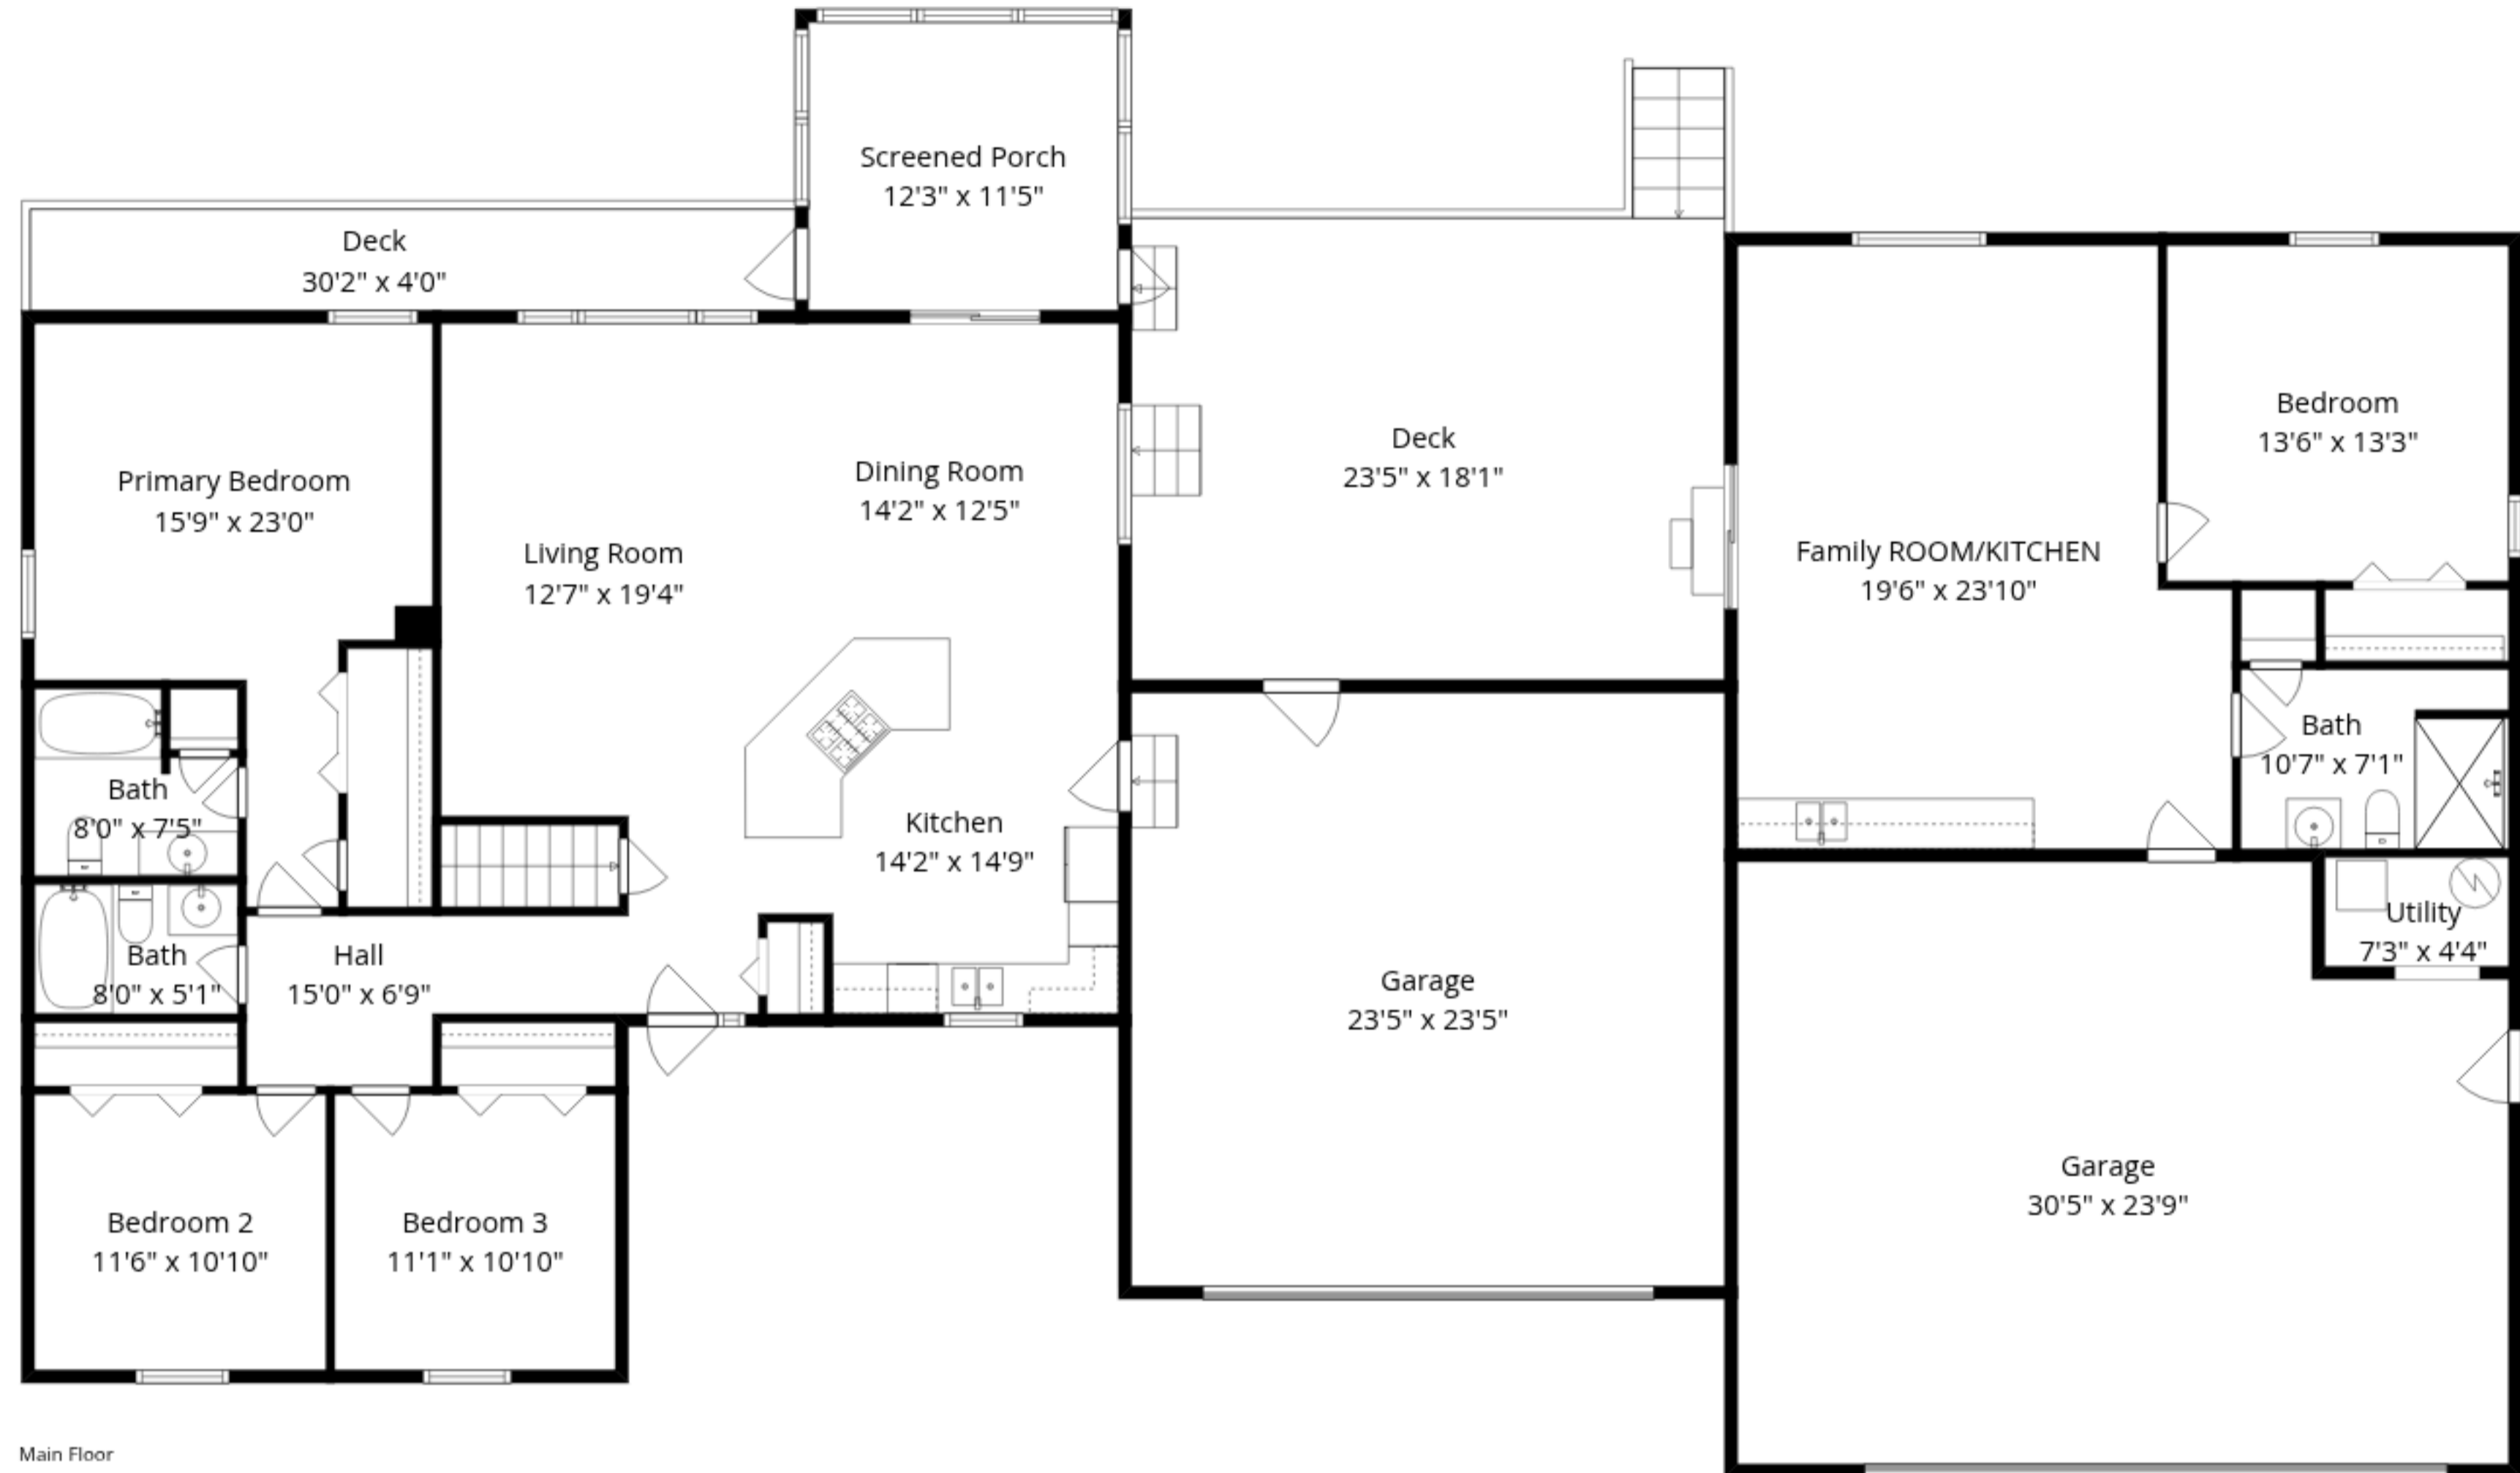 Screened Porch
12'3" x 11'5"
Deck
30'2" x 4'0"
Primary Bedroom
15'9" x 23'0"
Living Room
12'7" x 19'4"
Dining Room
14'2" x 12'5"
Deck
23'5" x 18'1"
Family ROOM/KITCHEN
19'6" x 23'10"
Bedroom
13'6" x 13'3"
Bath
8'0" x 7'5"
Kitchen
14'2" x 14'9"
Bath
10'7" x 7'1"
Utility
7'3" x 4'4"
Bath
8'0" x 5'1"
Hall
15'0" x 6'9"
Garage
23'5" x 23'5"
Garage
30'5" x 23'9"
Bedroom 2
11'6" x 10'10"
Bedroom 3
11'1" x 10'10"
Main Floor